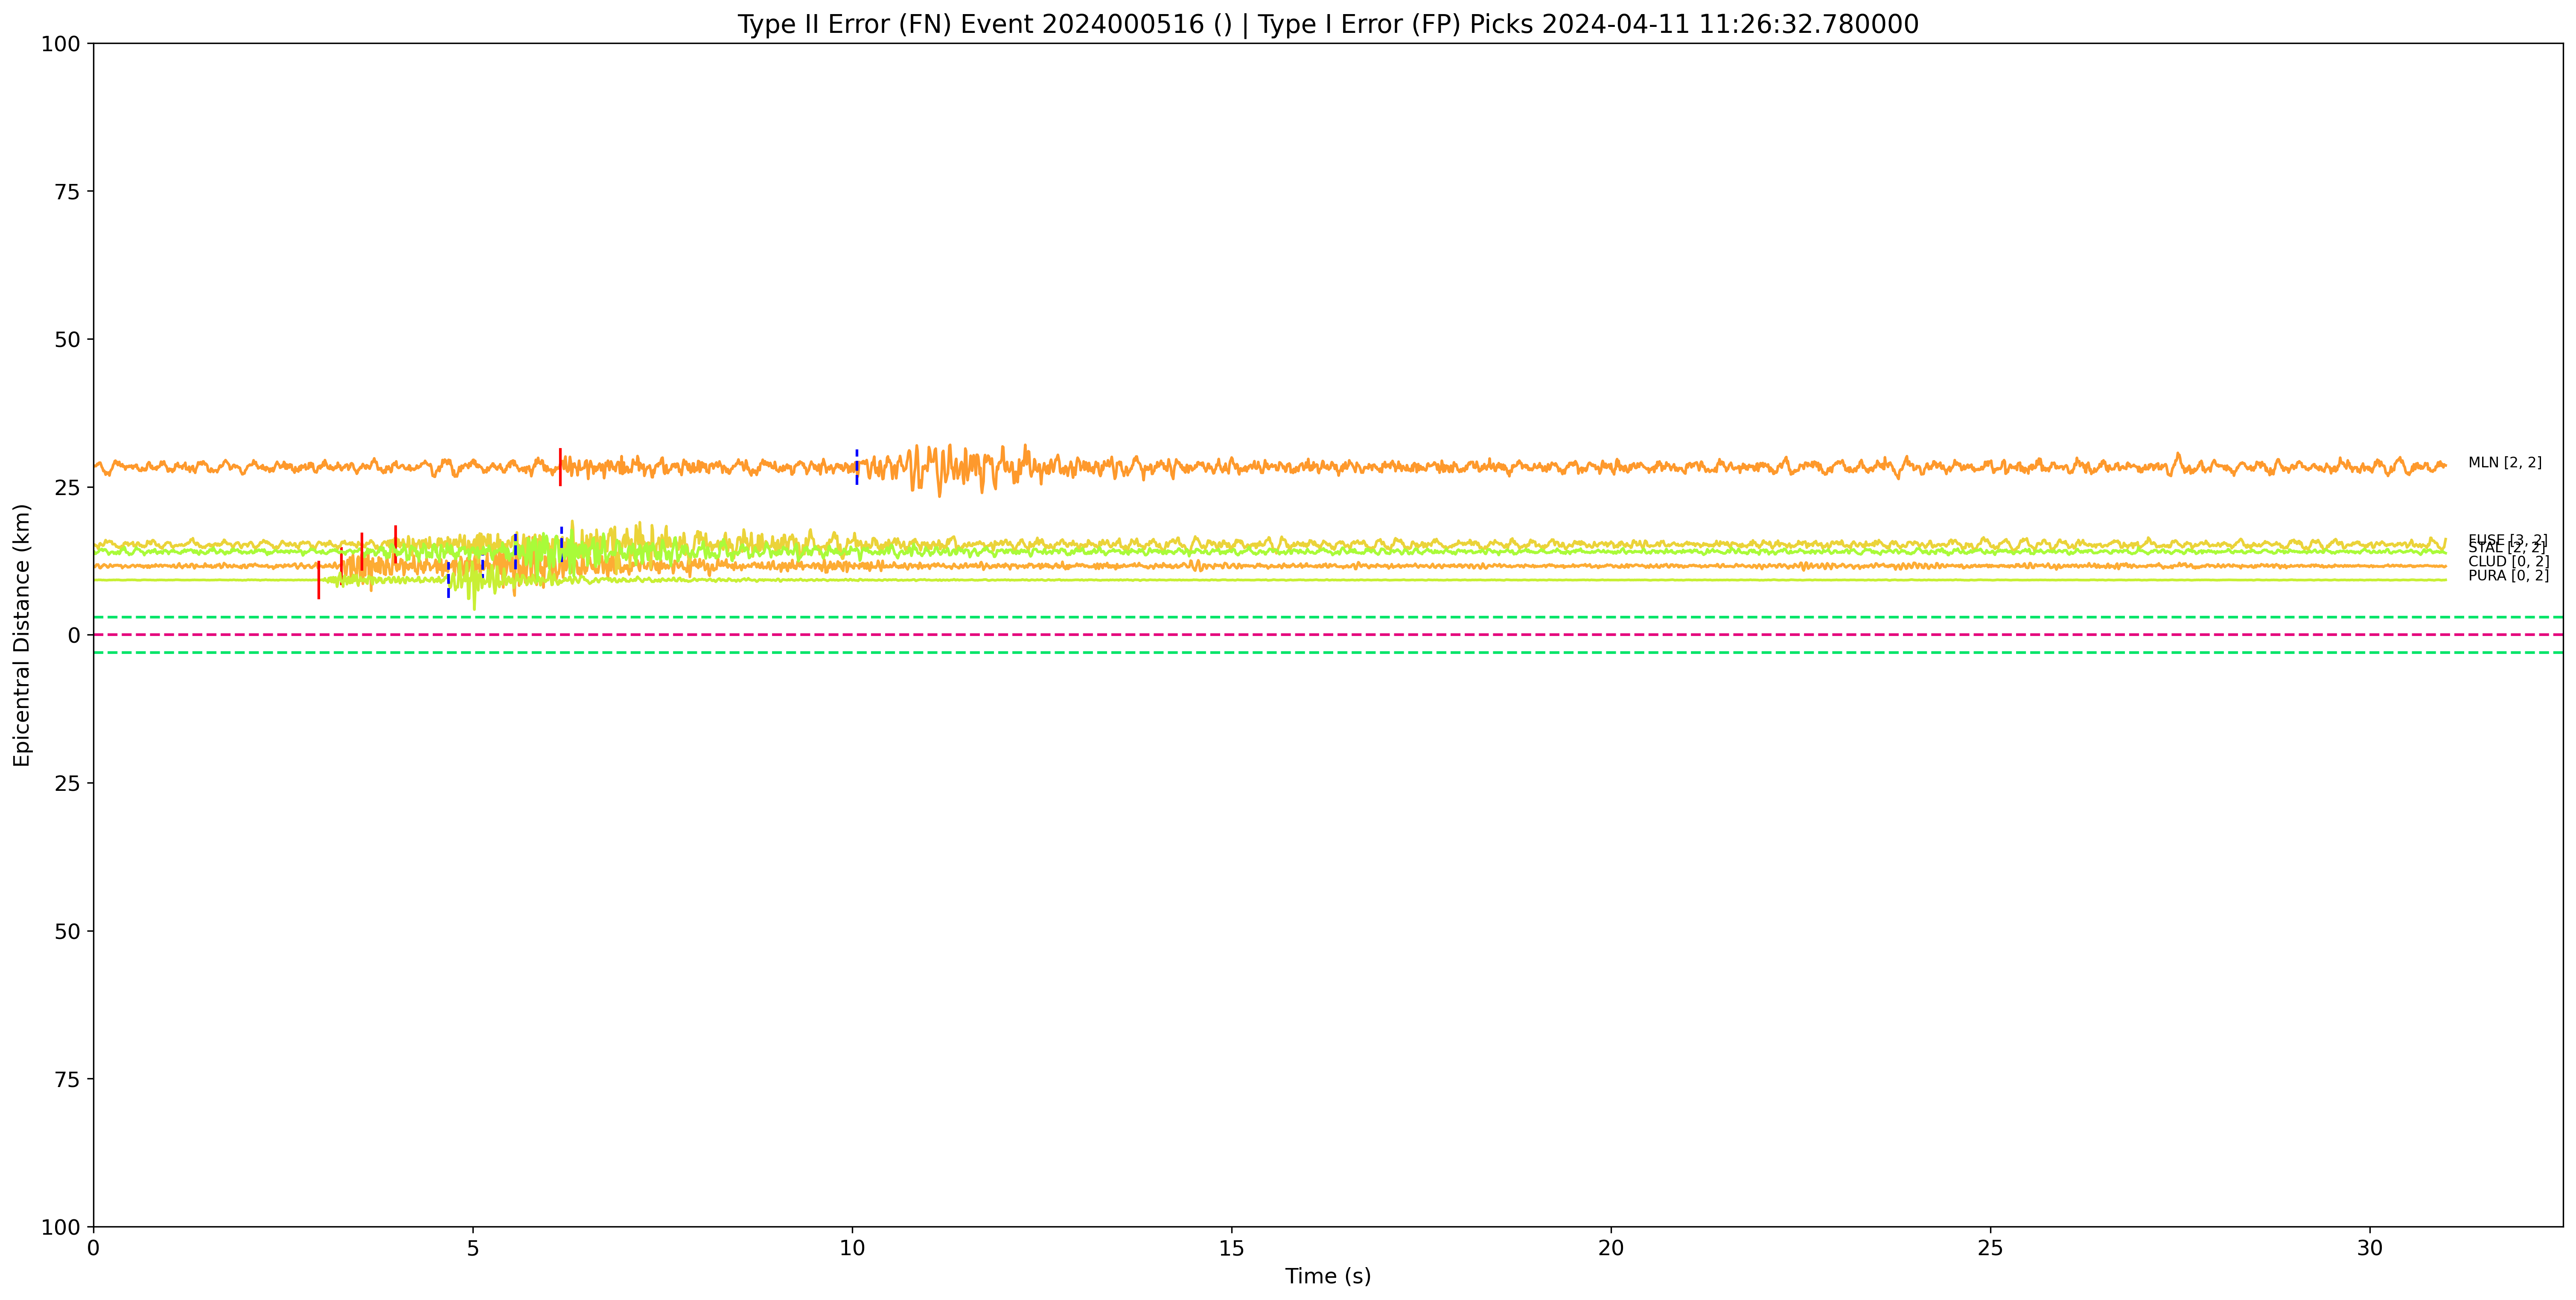 Type II Error (FN) Event 2024000516 () | Type I Error (FP) Picks 2024-04-11 11:26:32.780000
100
75
50
25
0
25
50
75
100
Epicentral Distance (km)
MLN [2, 2]
FUSE [3, 2]
STAL [2, 2]
CLUD [0, 2]
PURA [0, 2]
0
5
10
15
20
25
30
Time (s)